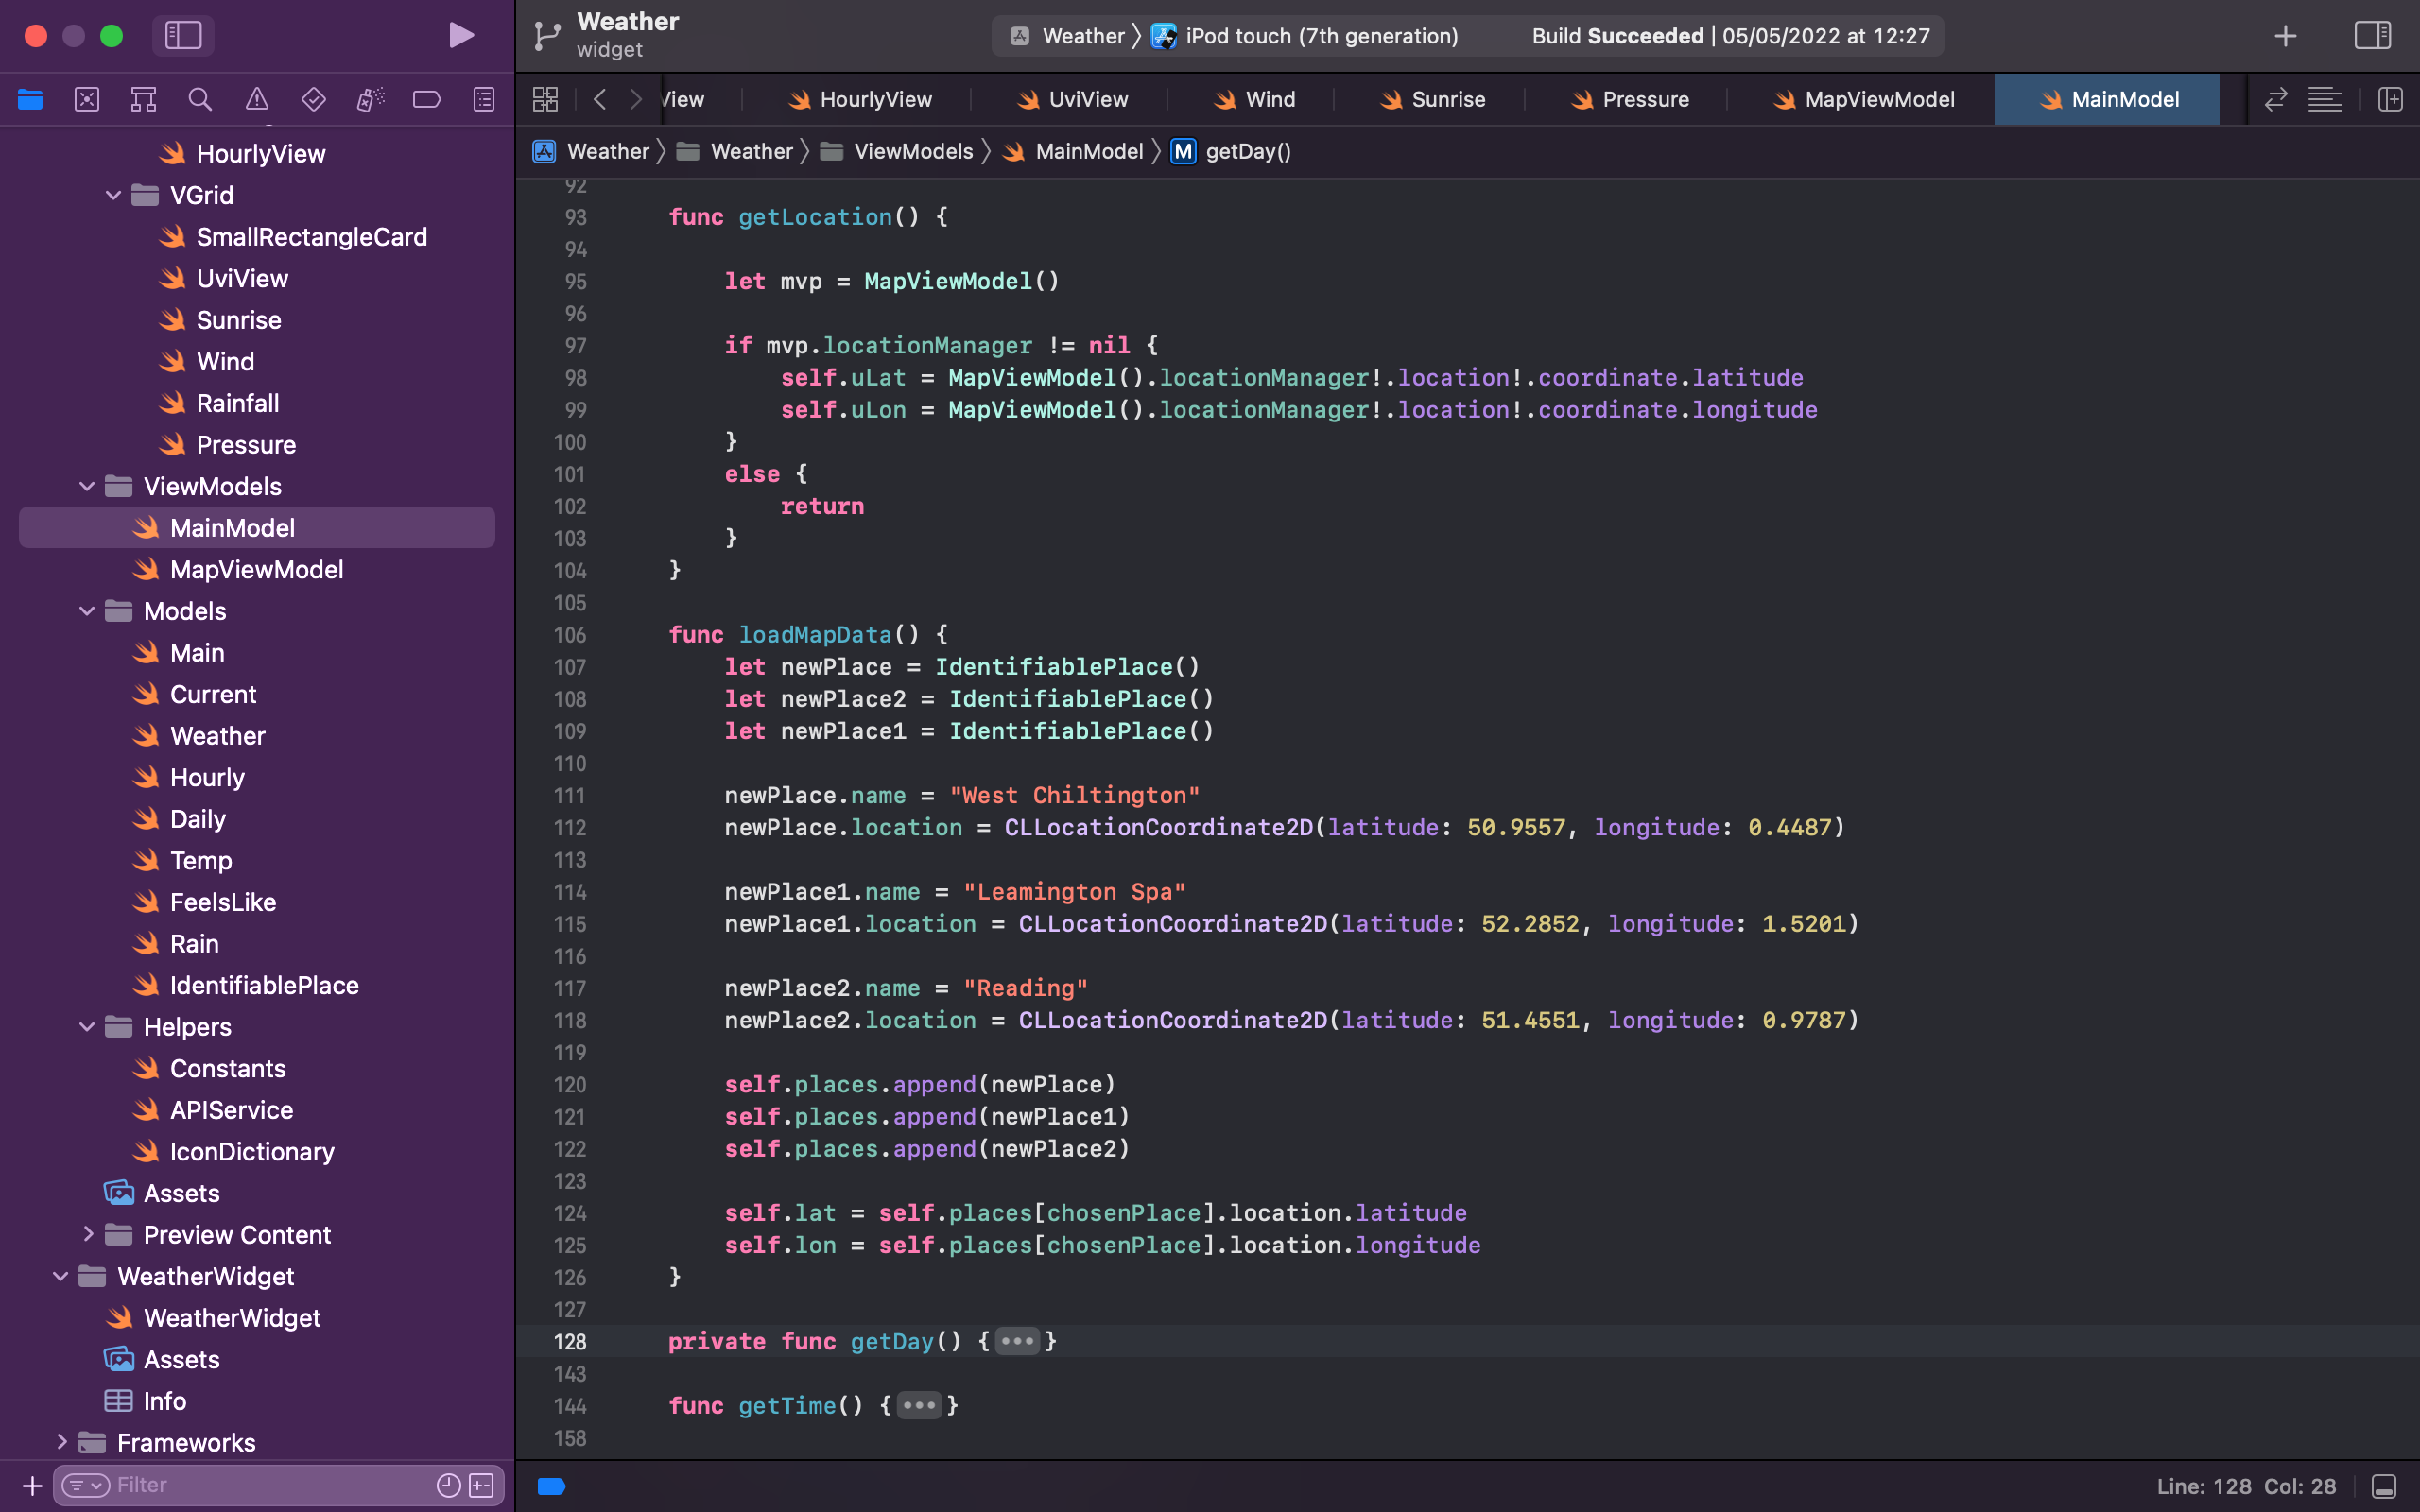 Weather
widget
Weather
iPod touch (7th generation)
Build Succeeded | 05/05/2022 at 12:27
View
HourlyView
UviView
Wind
Sunrise
Pressure
MapViewModel
MainModel
Weather
Weather
ViewModels
MainModel
M getDay()
HourlyView
VGrid
SmallRectangleCard
UviView
Sunrise
Wind
Rainfall
Pressure
ViewModels
MainModel
MapViewModel
Models
Main
Current
Weather
Hourly
Daily
Temp
FeelsLike
Rain
IdentifiablePlace
Helpers
Constants
APIService
IconDictionary
Assets
Preview Content
WeatherWidget
WeatherWidget
Assets
Info
Frameworks
Filter
92
93 func getLocation() {
94
95 let mvp = MapViewModel()
96
97 if mvp.locationManager != nil {
98 self.uLat = MapViewModel().locationManager!.location!.coordinate.latitude
99 self.uLon = MapViewModel().locationManager!.location!.coordinate.longitude
100 }
101 else {
102 return
103 }
104 }
105
106 func loadMapData() {
107 let newPlace = IdentifiablePlace()
108 let newPlace2 = IdentifiablePlace()
109 let newPlace1 = IdentifiablePlace()
110
111 newPlace.name = "West Chiltington"
112 newPlace.location = CLLocationCoordinate2D(latitude: 50.9557, longitude: 0.4487)
113
114 newPlace1.name = "Leamington Spa"
115 newPlace1.location = CLLocationCoordinate2D(latitude: 52.2852, longitude: 1.5201)
116
117 newPlace2.name = "Reading"
118 newPlace2.location = CLLocationCoordinate2D(latitude: 51.4551, longitude: 0.9787)
119
120 self.places.append(newPlace)
121 self.places.append(newPlace1)
122 self.places.append(newPlace2)
123
124 self.lat = self.places[chosenPlace].location.latitude
125 self.lon = self.places[chosenPlace].location.longitude
126 }
127
128 private func getDay() {•••}
143
144 func getTime() {•••}
158
Line: 128 Col: 28